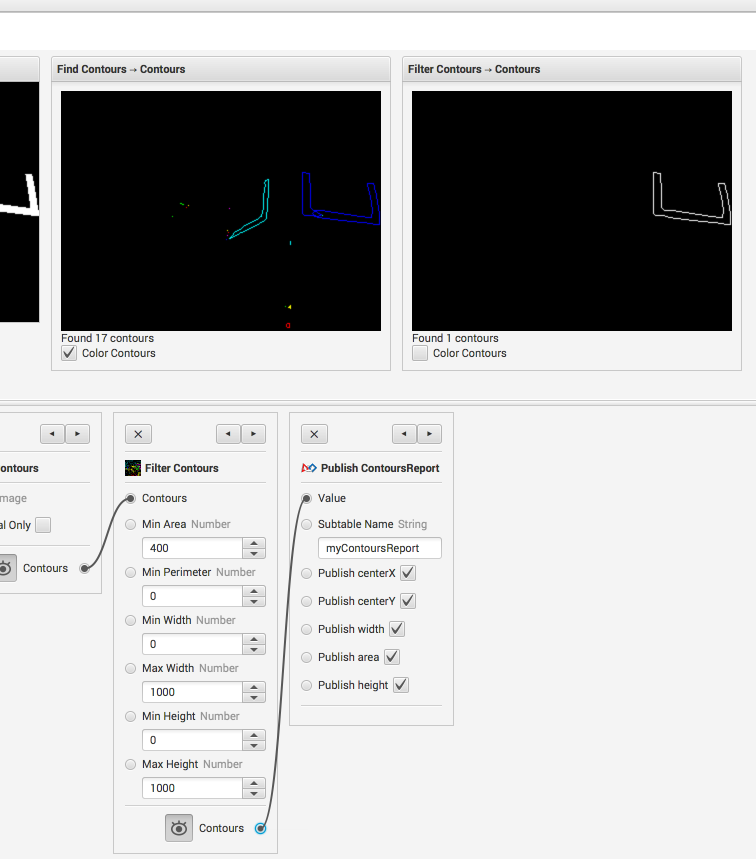 Find Contours → Contours
Filter Contours → Contours
Found 17 contours
Color Contours
Found 1 contours
Color Contours
ontours
mage
al Only
Contours
Filter Contours
Contours
Min Area Number
400
Min Perimeter Number
0
Min Width Number
0
Max Width Number
1000
Min Height Number
0
Max Height Number
1000
Contours
Publish ContoursReport
Value
Subtable Name String
myContoursReport
Publish centerX
Publish centerY
Publish width
Publish area
Publish height